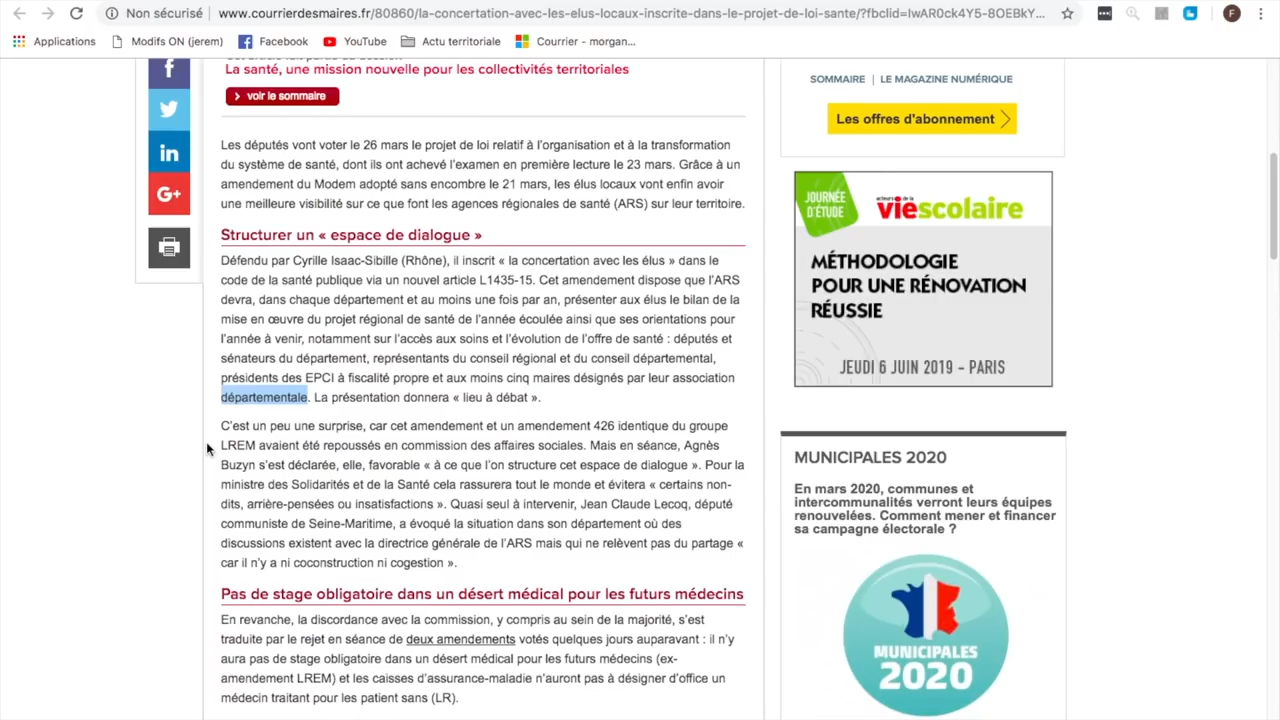 Non sécurisé | www.courrierdesmaires.fr/80860/la-concertation-avec-les-elus-locaux-inscrite-dans-le-projet-de-loi-sante/?fbclid=IwAR0ck4Y5-8OEBkY...
F
Applications
Modifs ON (jerem)
Facebook
YouTube
Actu territoriale
Courrier - morgan...
f
in
G+
La santé, une mission nouvelle pour les collectivités territoriales
voir le sommaire
Les députés vont voter le 26 mars le projet de loi relatif à l'organisation et à la transformation
du système de santé, dont ils ont achevé l'examen en première lecture le 23 mars. Grâce à un
amendement du Modem adopté sans encombre le 21 mars, les élus locaux vont enfin avoir
une meilleure visibilité sur ce que font les agences régionales de santé (ARS) sur leur territoire.
Structurer un « espace de dialogue »
Défendu par Cyrille Isaac-Sibille (Rhône), il inscrit « la concertation avec les élus » dans le
code de la santé publique via un nouvel article L1435-15. Cet amendement dispose que l'ARS
devra, dans chaque département et au moins une fois par an, présenter aux élus le bilan de la
mise en œuvre du projet régional de santé de l'année écoulée ainsi que ses orientations pour
l'année à venir, notamment sur l'accès aux soins et l'évolution de l'offre de santé : députés et
sénateurs du département, représentants du conseil régional et du conseil départemental,
présidents des EPCI à fiscalité propre et aux moins cinq maires désignés par leur association
départementale. La présentation donnera « lieu à débat ».
C'est un peu une surprise, car cet amendement et un amendement 426 identique du groupe
LREM avaient été repoussés en commission des affaires sociales. Mais en séance, Agnès
Buzyn s'est déclarée, elle, favorable « à ce que l'on structure cet espace de dialogue ». Pour la
ministre des Solidarités et de la Santé cela rassurera tout le monde et évitera « certains non-
dits, arrière-pensées ou insatisfactions ». Quasi seul à intervenir, Jean Claude Lecoq, député
communiste de Seine-Maritime, a évoqué la situation dans son département où des
discussions existent avec la directrice générale de l'ARS mais qui ne relèvent pas du partage «
car il n'y a ni coconstruction ni cogestion ».
Pas de stage obligatoire dans un désert médical pour les futurs médecins
En revanche, la discordance avec la commission, y compris au sein de la majorité, s'est
traduite par le rejet en séance de deux amendements votés quelques jours auparavant : il n'y
aura pas de stage obligatoire dans un désert médical pour les futurs médecins (ex-
amendement LREM) et les caisses d'assurance-maladie n'auront pas à désigner d'office un
médecin traitant pour les patient sans (LR).
SOMMAIRE | LE MAGAZINE NUMÉRIQUE
Les offres d'abonnement
JOURNÉE
D'ÉTUDE
acteurs de la
viescolaire
MÉTHODOLOGIE
POUR UNE RÉNOVATION
RÉUSSIE
JEUDI 6 JUIN 2019 - PARIS
MUNICIPALES 2020
En mars 2020, communes et
intercommunalités verront leurs équipes
renouvelées. Comment mener et financer
sa campagne électorale ?
MUNICIPALES
2020